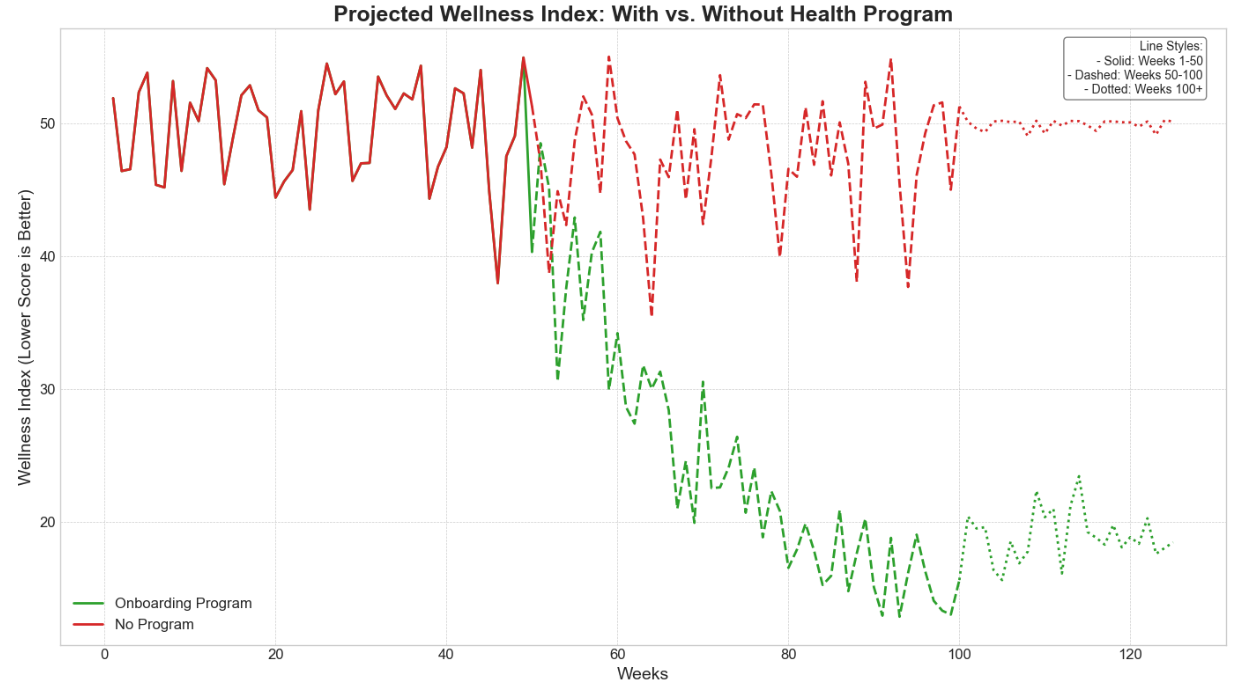 Projected Wellness Index: With vs. Without Health Program
Line Styles:
- Solid: Weeks 1-50
- Dashed: Weeks 50-100
- Dotted: Weeks 100+
Wellness Index (Lower Score is Better)
50
40
30
20
Onboarding Program
No Program
0
20
40
60
80
100
120
Weeks